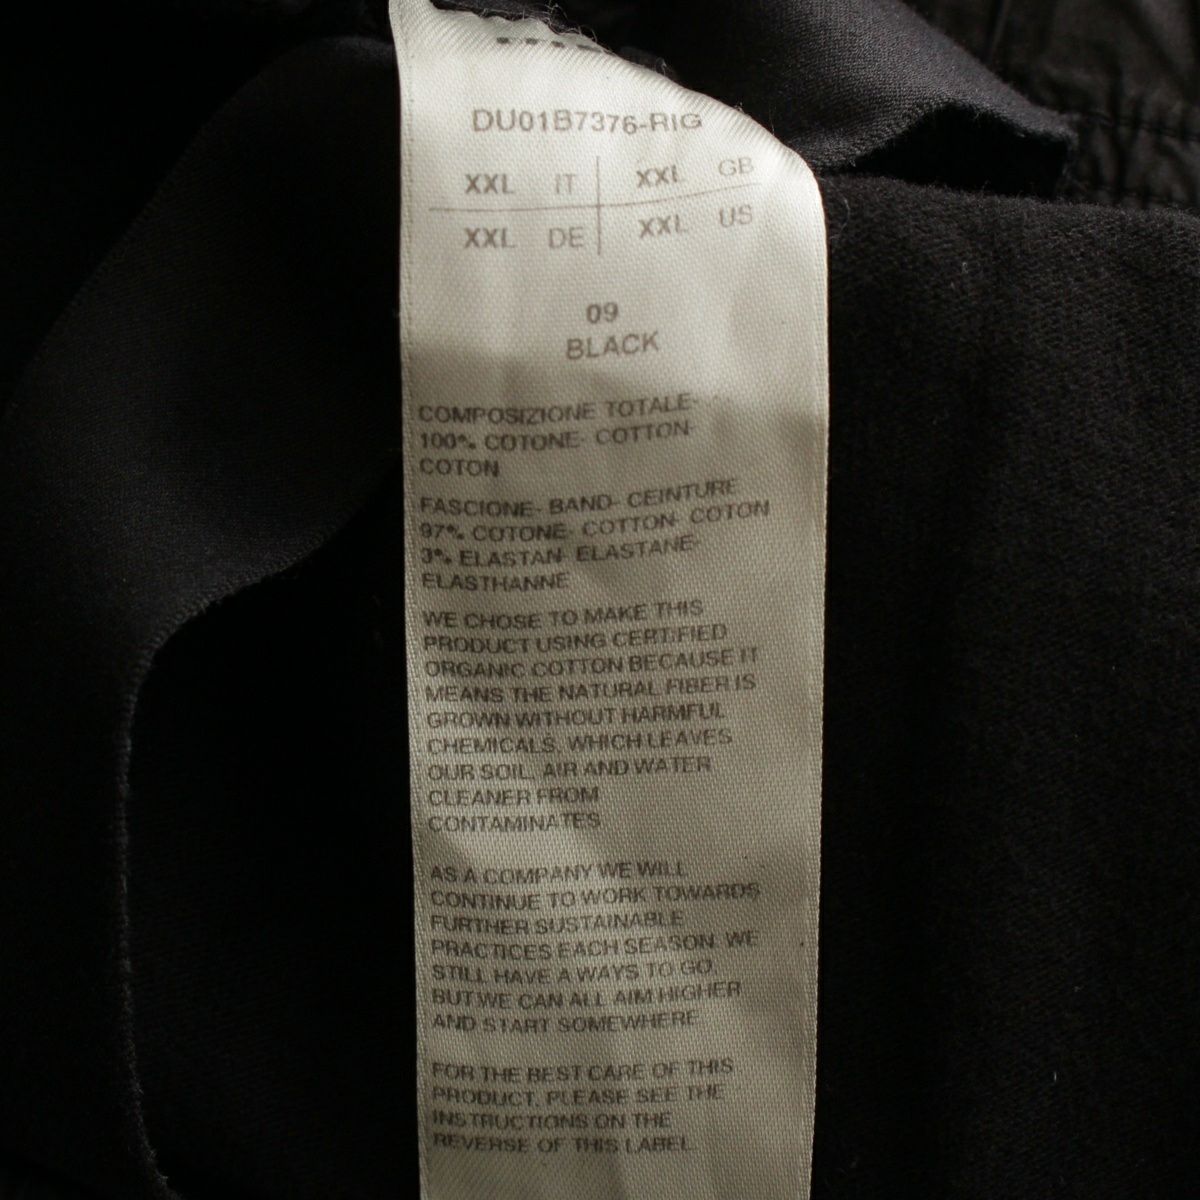 DU01B7376-RIG
XXL IT XXL GB
XXL DE XXL US
09
BLACK
COMPOSIZIONE TOTALE-
100% COTONE- COTTON-
COTON
FASCIONE- BAND- CEINTURE
97% COTONE- COTTON- COTON
3% ELASTAN- ELASTANE-
ELASTHANNE
WE CHOSE TO MAKE THIS
PRODUCT USING CERTIFIED
ORGANIC COTTON BECAUSE IT
MEANS THE NATURAL FIBER IS
GROWN WITHOUT HARMFUL
CHEMICALS, WHICH LEAVES
OUR SOIL, AIR AND WATER
CLEANER FROM
CONTAMINATES
AS A COMPANY WE WILL
CONTINUE TO WORK TOWARDS
FURTHER SUSTAINABLE
PRACTICES EACH SEASON. WE
STILL HAVE A WAYS TO GO,
BUT WE CAN ALL AIM HIGHER
AND START SOMEWHERE
FOR THE BEST CARE OF THIS
PRODUCT, PLEASE SEE THE
INSTRUCTIONS ON THE
REVERSE OF THIS LABEL